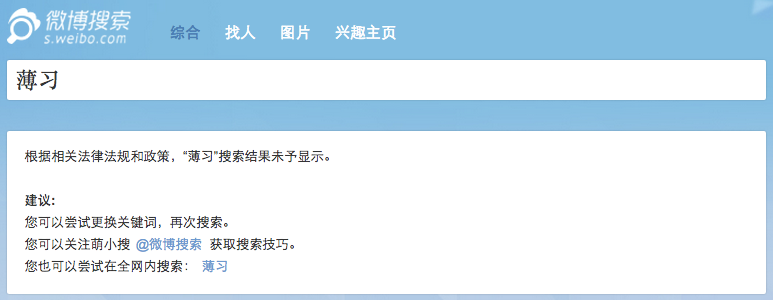 微博搜索
s.weibo.com
综合 找人 图片 兴趣主页
薄习
根据相关法律法规和政策，“薄习”搜索结果未予显示。
建议:
您可以尝试更换关键词，再次搜索。
您可以关注萌小搜 @微博搜索 获取搜索技巧。
您也可以尝试在全网内搜索： 薄习